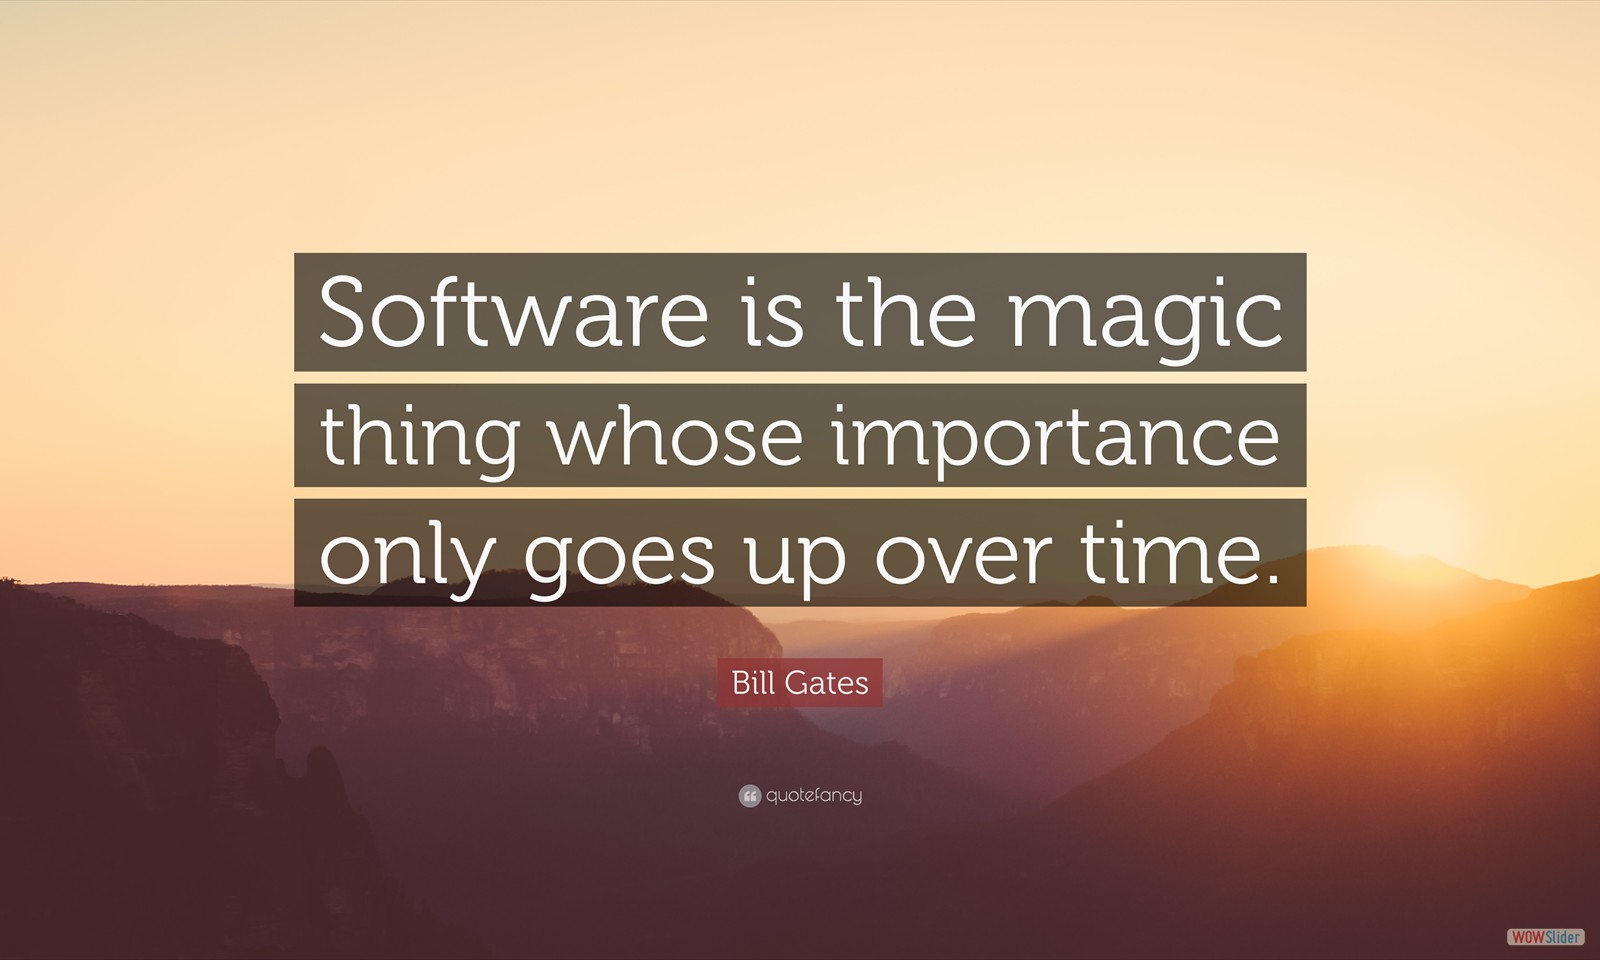 Software is the magic
thing whose importance
only goes up over time.
Bill Gates
quotefancy
WOWSlider